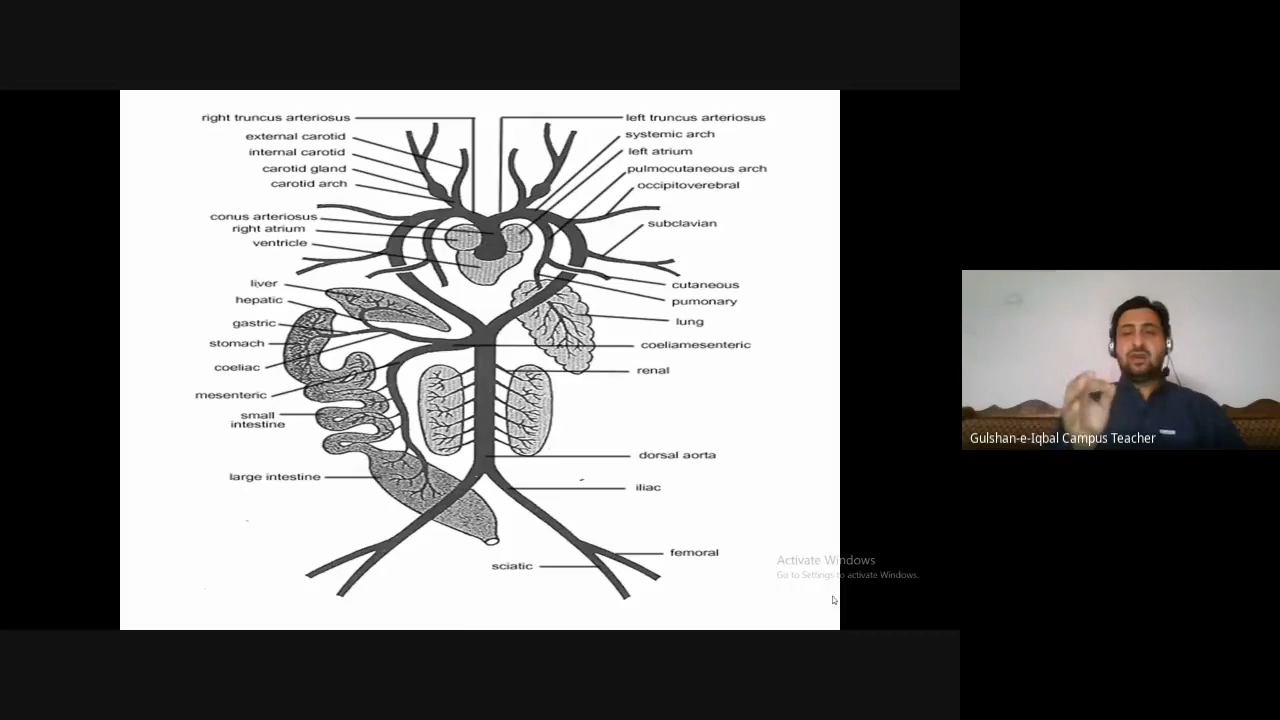 right truncus arteriosus
external carotid
internal carotid
carotid gland
carotid arch
conus arteriosus
right atrium
ventricle
liver
hepatic
gastric
stomach
coeliac
mesenteric
small
intestine
large intestine
left truncus arteriosus
systemic arch
left atrium
pulmocutaneous arch
occipitoverebral
subclavian
cutaneous
pumonary
lung
coeliamesenteric
renal
dorsal aorta
iliac
femoral
sciatic
Activate Windows
Go to Settings to activate Windows.
Gulshan-e-Iqbal Campus Teacher